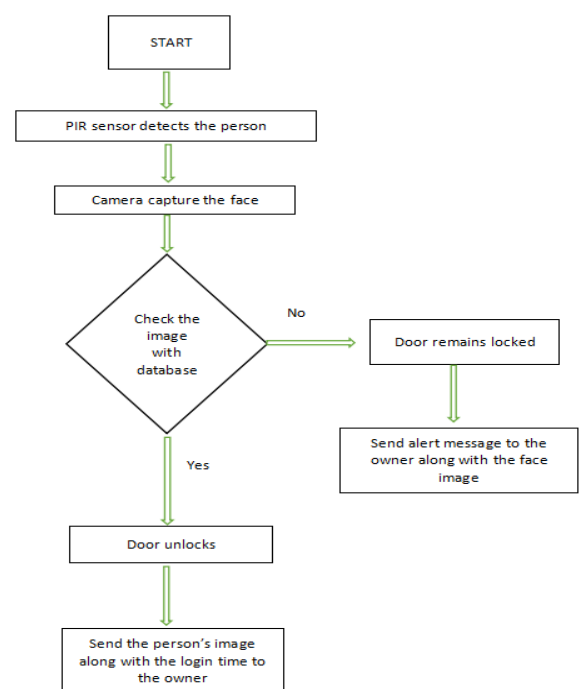 START
PIR sensor detects the person
Camera capture the face
Check the
image
with
database
No
Door remains locked
Send alert message to the
owner along with the face
image
Yes
Door unlocks
Send the person's image
along with the login time to
the owner